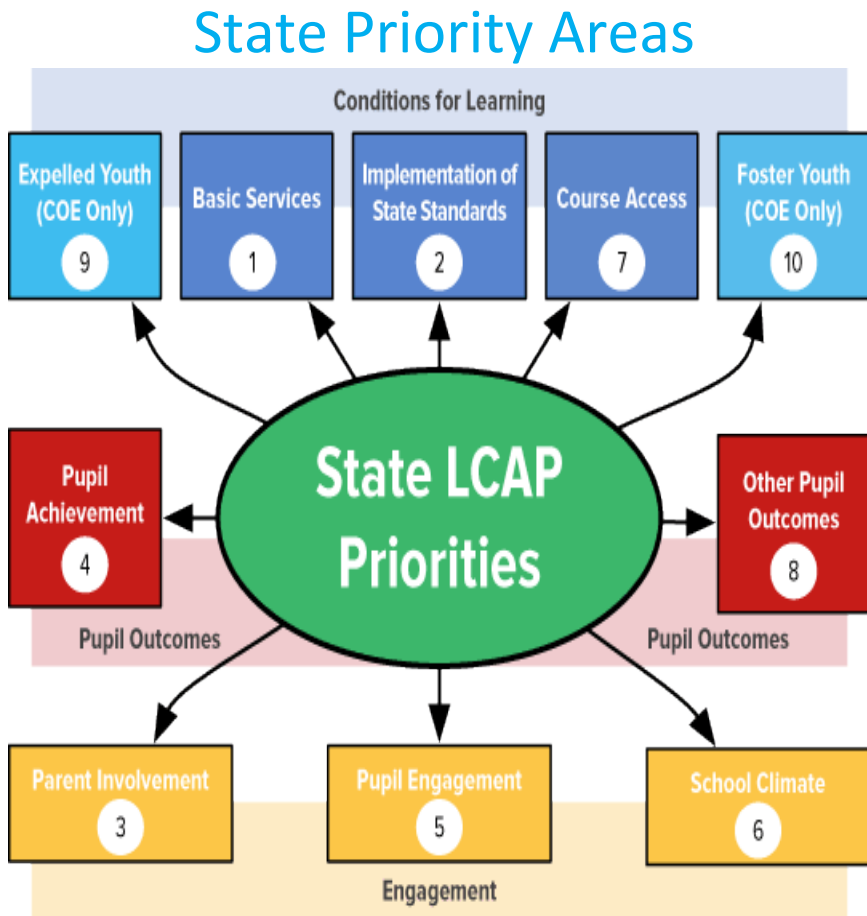 State Priority Areas
Conditions for Learning
Expelled Youth
(COE Only)
9
Basic Services
1
Implementation of
State Standards
2
Course Access
7
Foster Youth
(COE Only)
10
State LCAP
Priorities
Pupil
Achievement
4
Other Pupil
Outcomes
8
Pupil Outcomes
Pupil Outcomes
Parent Involvement
3
Pupil Engagement
5
School Climate
6
Engagement